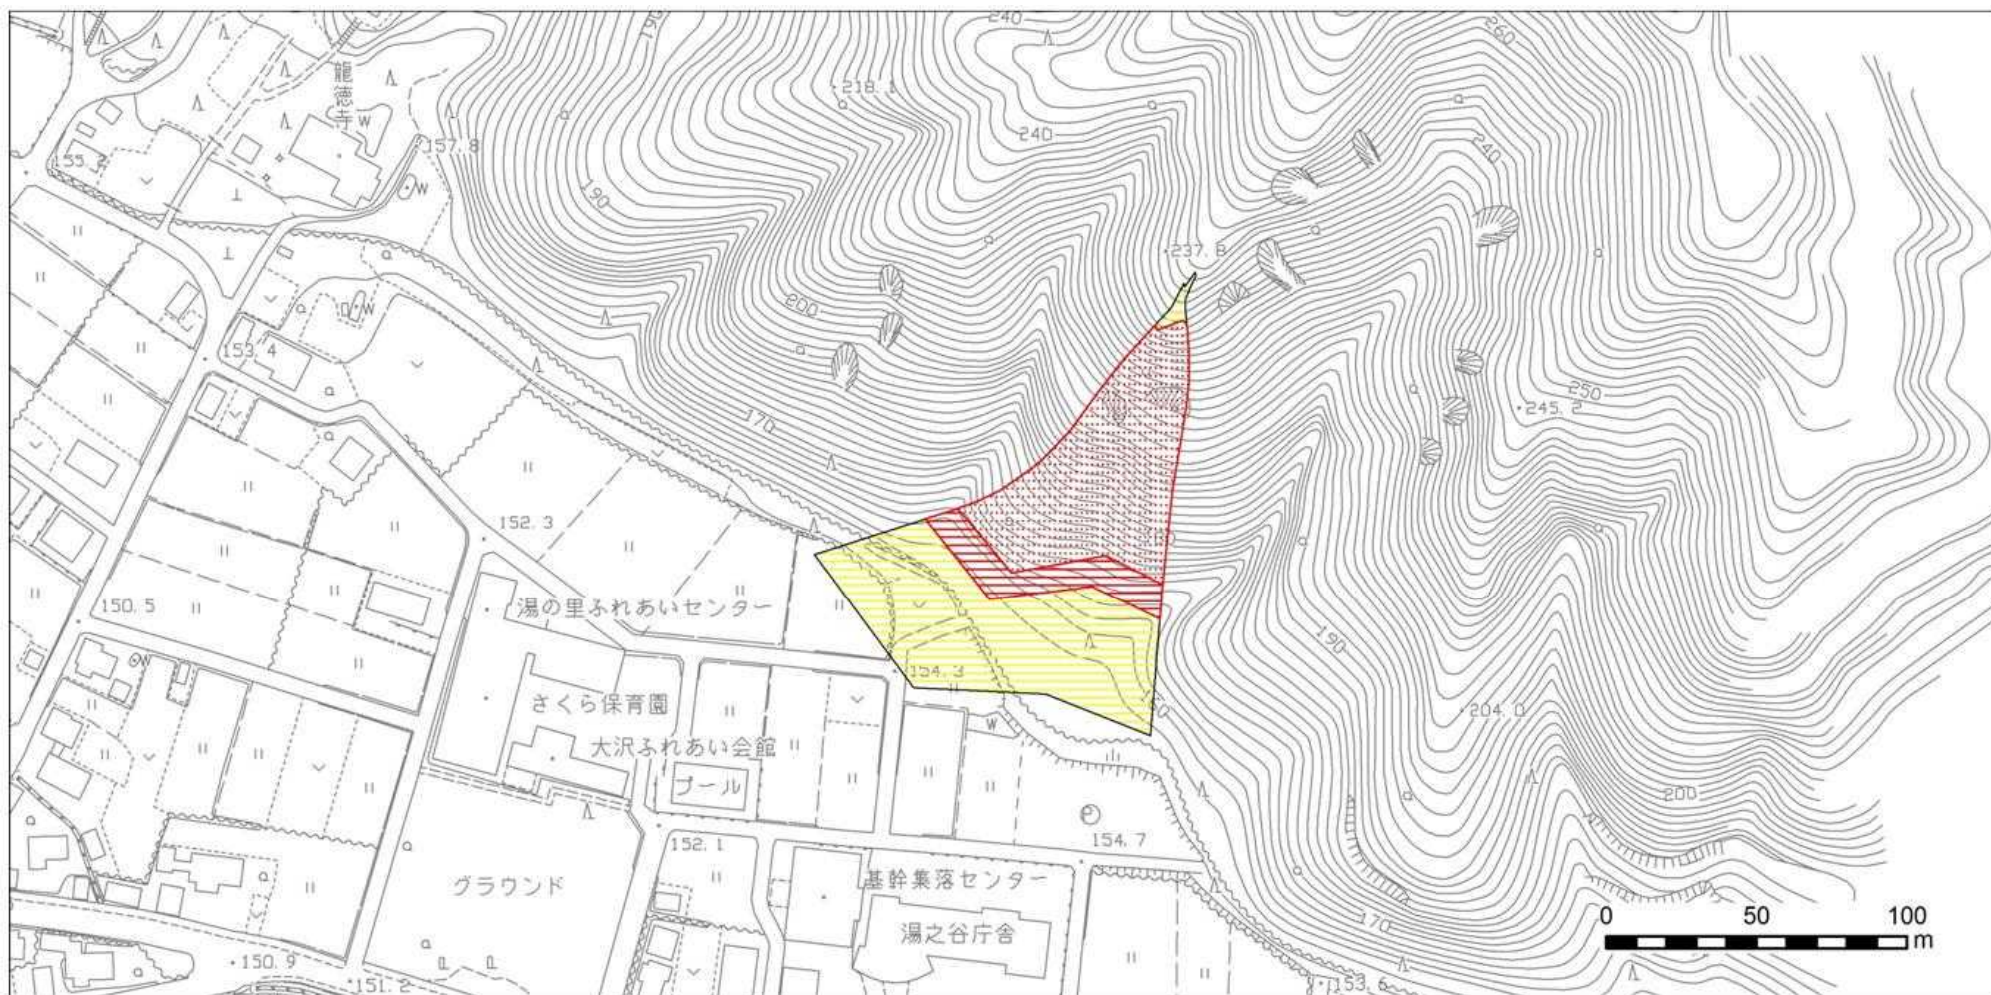 240
190
260
龍徳寺
W
218.1
240
157.8
240
155.2
W
190
237.8
W
200
153.4
250
245.2
170
152.3
150.5
湯の里ふれあいセンター
190
W
154.3
さくら保育園
204.0
大沢ふれあい会館
W
プール
200
152.1
154.7
グラウンド
基幹集落センター
0 50 100
m
170
湯之谷庁舎
150.9
151.2
153.6